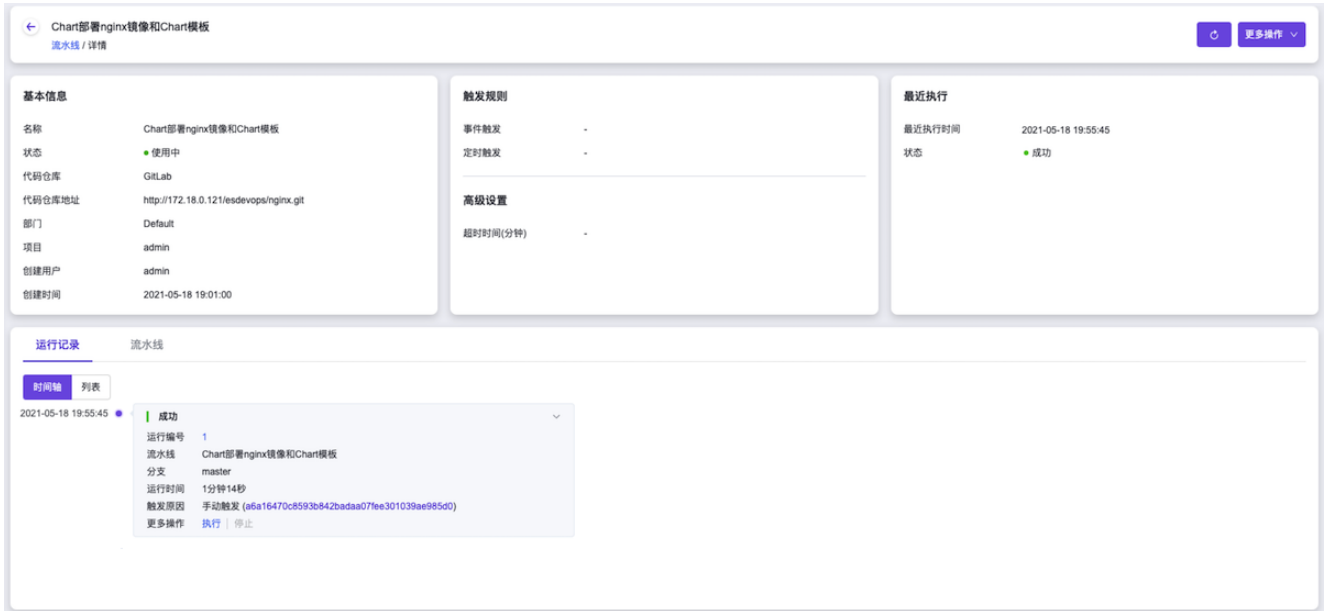 Chart部署nginx镜像和Chart模板
流水线 / 详情
更多操作
基本信息
名称 Chart部署nginx镜像和Chart模板
状态 使用中
代码仓库 GitLab
代码仓库地址 http://172.18.0.121/esdevops/nginx.git
部门 Default
项目 admin
创建用户 admin
创建时间 2021-05-18 19:01:00
触发规则
事件触发 -
定时触发 -
高级设置
超时时间(分钟) -
最近执行
最近执行时间 2021-05-18 19:55:45
状态 成功
运行记录 流水线
时间轴 列表
2021-05-18 19:55:45
成功
运行编号 1
流水线 Chart部署nginx镜像和Chart模板
分支 master
运行时间 1分钟14秒
触发原因 手动触发 (a6a16470c8593b842badaa07fee301039ae985d0)
更多操作 执行 | 停止